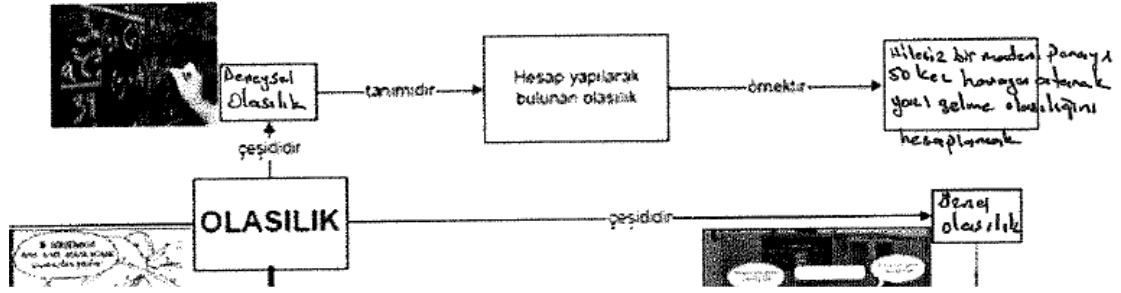 Deneysel
Olasılık
tanımıdır
Hesap yapılarak
bulunan olasılık
örnektir
Hilesiz bir madeni parayı
50 kez havaya atarak
yazı gelme olasılığını
hesaplamak
çeşididir
OLASILIK
çeşididir
Öznel
olasılık